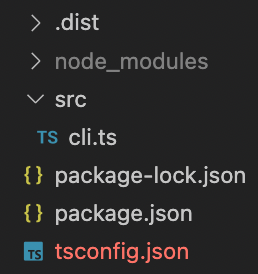 .dist
node_modules
src
TS cli.ts
{} package-lock.json
{} package.json
TS tsconfig.json